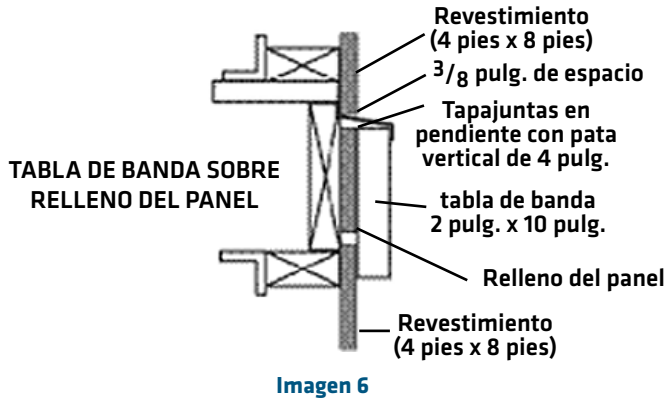 Revestimiento
(4 pies x 8 pies)
3/8 pulg. de espacio
Tapajuntas en
pendiente con pata
vertical de 4 pulg.
TABLA DE BANDA SOBRE
RELLENO DEL PANEL
tabla de banda
2 pulg. x 10 pulg.
Relleno del panel
Revestimiento
(4 pies x 8 pies)
Imagen 6